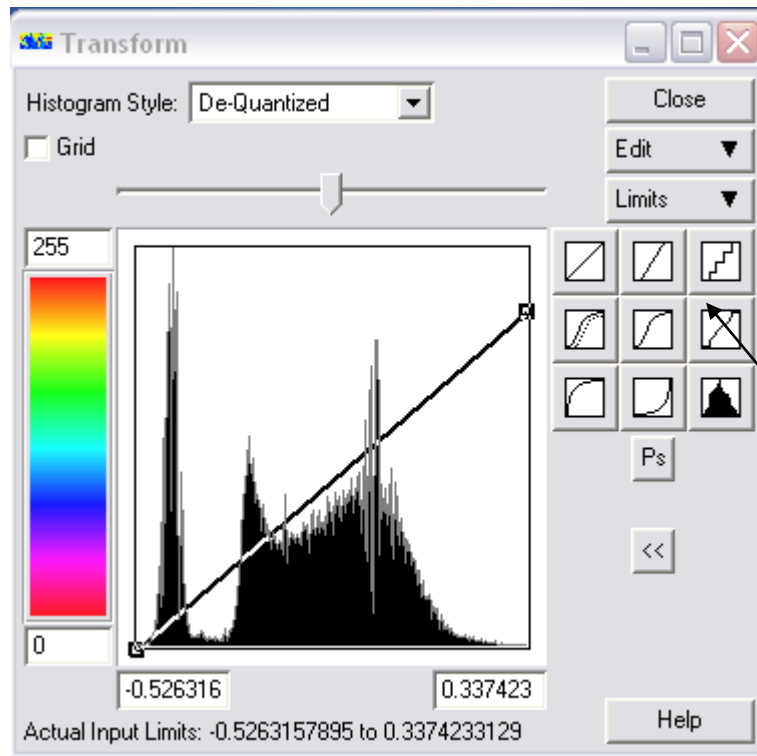 Transform
Histogram Style: De-Quantized
Close
Grid
Edit
Limits
255
0
Ps
<<
-0.526316
0.337423
Actual Input Limits: -0.5263157895 to 0.3374233129
Help